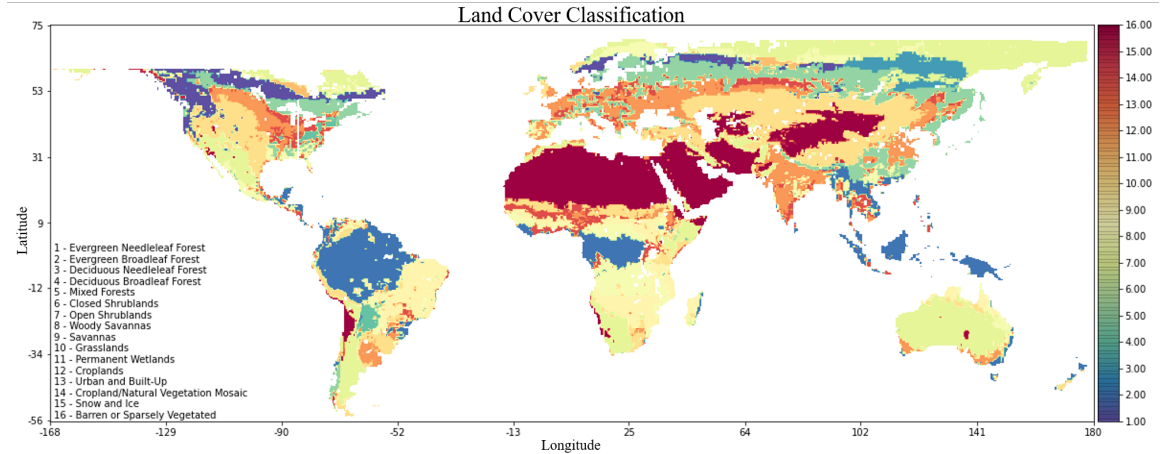 Land Cover Classification
75
53
31
9
-12
-34
-56
Latitude
1 - Evergreen Needleleaf Forest
2 - Evergreen Broadleaf Forest
3 - Deciduous Needleleaf Forest
4 - Deciduous Broadleaf Forest
5 - Mixed Forests
6 - Closed Shrublands
7 - Open Shrublands
8 - Woody Savannas
9 - Savannas
10 - Grasslands
11 - Permanent Wetlands
12 - Croplands
13 - Urban and Built-Up
14 - Cropland/Natural Vegetation Mosaic
15 - Snow and Ice
16 - Barren or Sparsely Vegetated
-168 -129 -90 -52 -13 25 64 102 141 180
Longitude
16.00
15.00
14.00
13.00
12.00
11.00
10.00
9.00
8.00
7.00
6.00
5.00
4.00
3.00
2.00
1.00